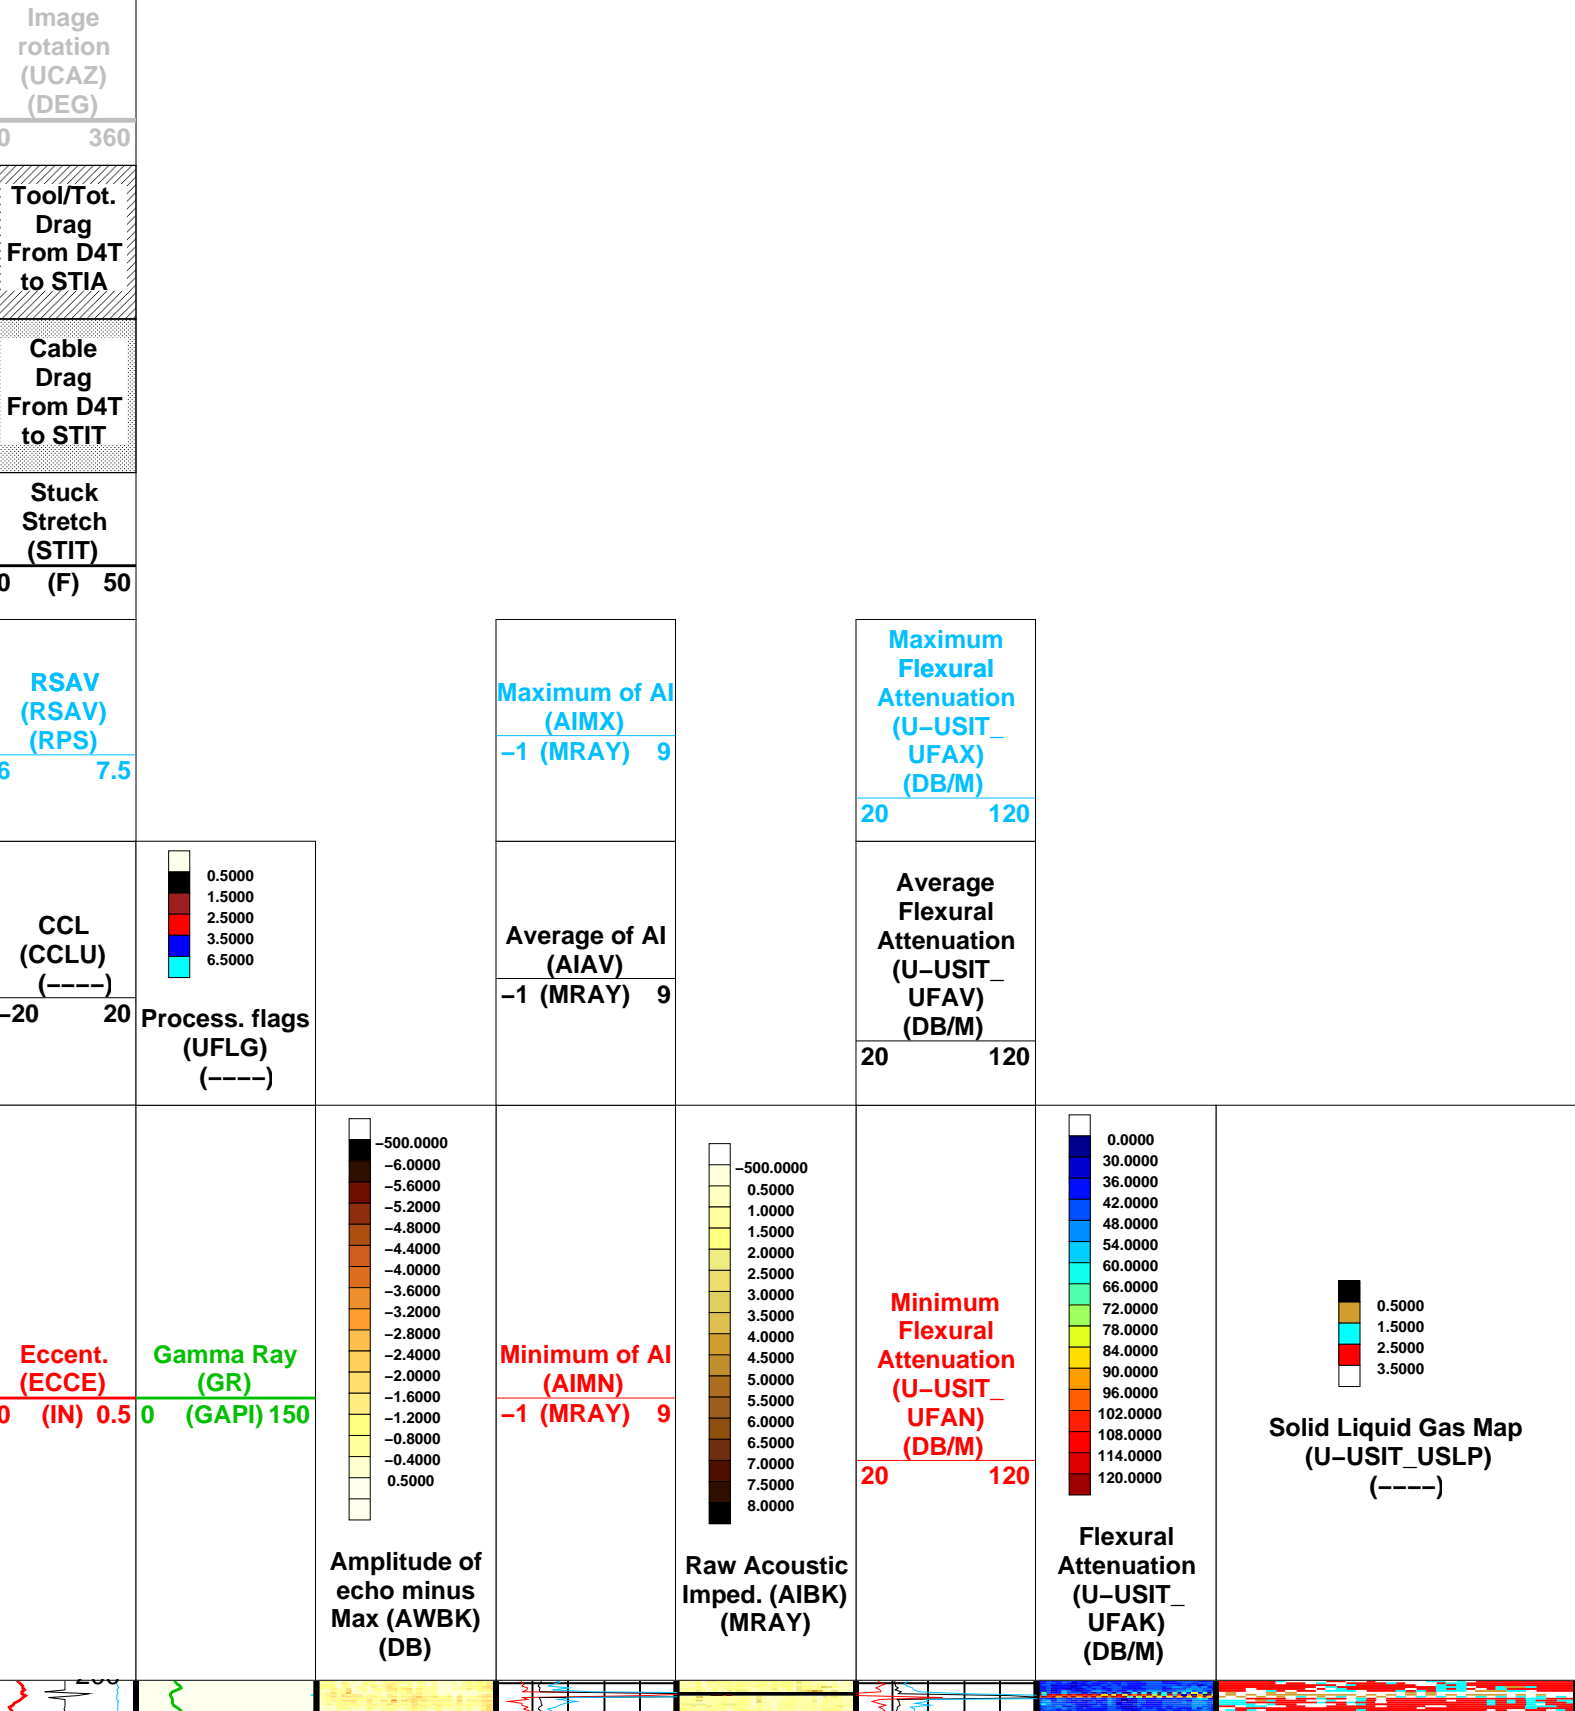 Image
rotation
(UCAZ)
(DEG)
0 360
Tool/Tot.
Drag
From D4T
to STIA
Cable
Drag
From D4T
to STIT
Stuck
Stretch
(STIT)
0 (F) 50
RSAV
(RSAV)
(RPS)
6 7.5
Maximum of AI
(AIMX)
−1 (MRAY) 9
Maximum
Flexural
Attenuation
(U−USIT_
UFAX)
(DB/M)
20 120
CCL
(CCLU)
(−−−−)
−20 20
0.5000
1.5000
2.5000
3.5000
6.5000
Process. flags
(UFLG)
(−−−−)
Average of AI
(AIAV)
−1 (MRAY) 9
Average
Flexural
Attenuation
(U−USIT_
UFAV)
(DB/M)
20 120
Eccent.
(ECCE)
0 (IN) 0.5
Gamma Ray
(GR)
0 (GAPI) 150
−500.0000
−6.0000
−5.6000
−5.2000
−4.8000
−4.4000
−4.0000
−3.6000
−3.2000
−2.8000
−2.4000
−2.0000
−1.6000
−1.2000
−0.8000
−0.4000
0.5000
Amplitude of
echo minus
Max (AWBK)
(DB)
Minimum of AI
(AIMN)
−1 (MRAY) 9
−500.0000
0.5000
1.0000
1.5000
2.0000
2.5000
3.0000
3.5000
4.0000
4.5000
5.0000
5.5000
6.0000
6.5000
7.0000
7.5000
8.0000
Raw Acoustic
Imped. (AIBK)
(MRAY)
Minimum
Flexural
Attenuation
(U−USIT_
UFAN)
(DB/M)
20 120
0.0000
30.0000
36.0000
42.0000
48.0000
54.0000
60.0000
66.0000
72.0000
78.0000
84.0000
90.0000
96.0000
102.0000
108.0000
114.0000
120.0000
Flexural
Attenuation
(U−USIT_
UFAK)
(DB/M)
0.5000
1.5000
2.5000
3.5000
Solid Liquid Gas Map
(U−USIT_USLP)
(−−−−)